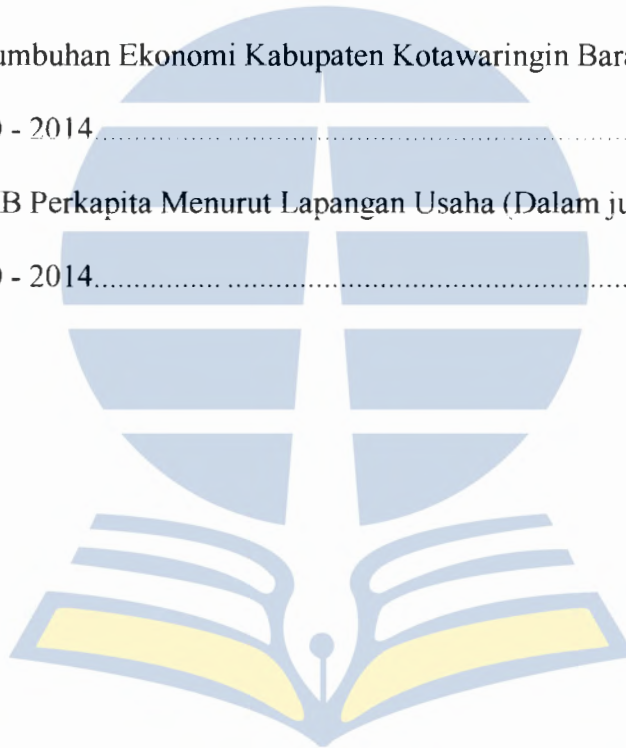 umbuhan Ekonomi Kabupaten Kotawaringin Bara
- 2014
B Perkapita Menurut Lapangan Usaha (Dalam ju
- 2014